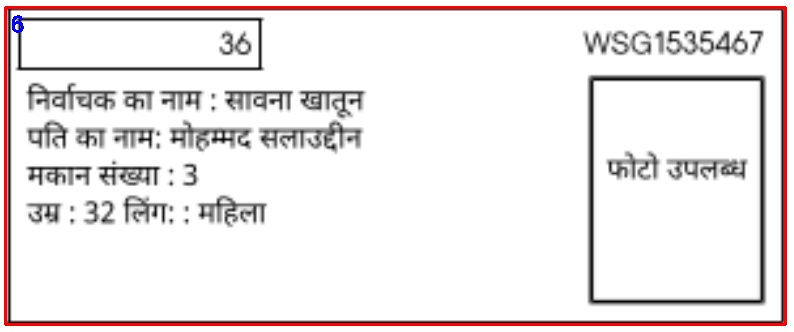 6
36
WSG1535467
निर्वाचक का नाम : सावना खातून
पति का नाम: मोहम्मद सलाउद्दीन
मकान संख्या : 3
उम्र : 32 लिंग: : महिला
फोटो उपलब्ध